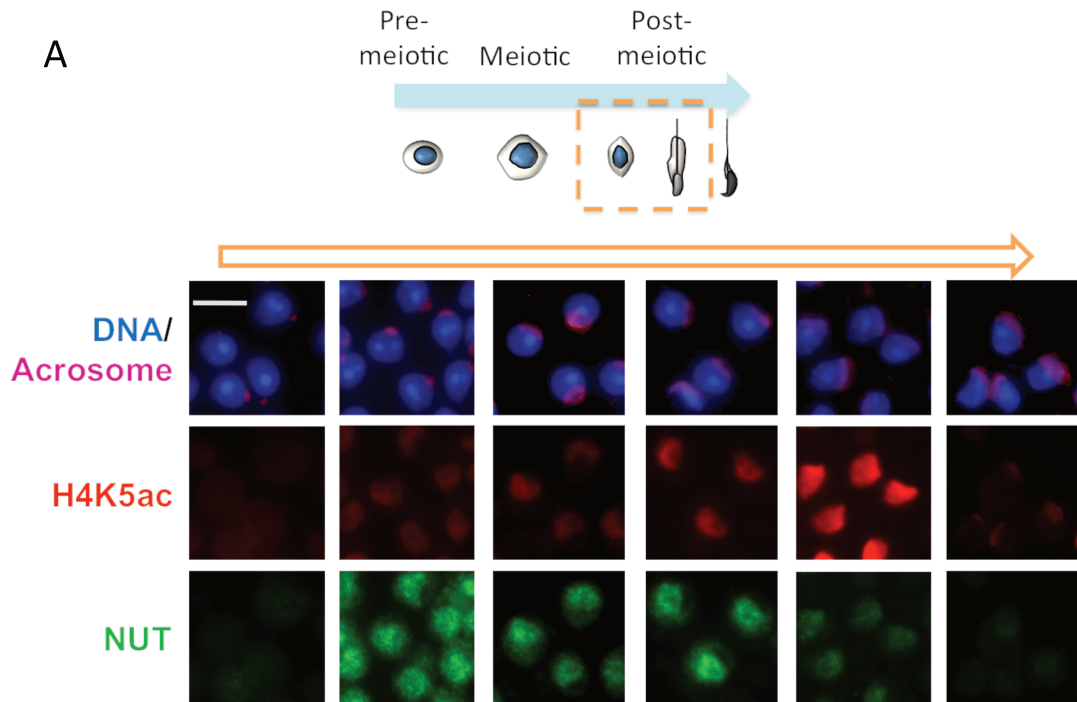 A
Pre-
meiotic
Meiotic
Post-
meiotic
DNA/
Acrosome
H4K5ac
NUT